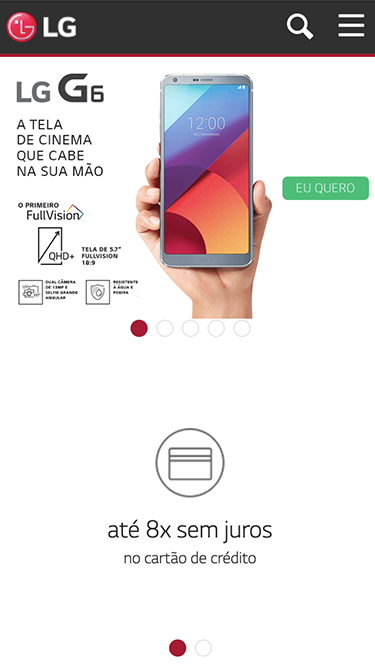 LG
LG G6
A TELA
DE CINEMA
QUE CABE
NA SUA MÃO
12:00
EU QUERO
O PRIMEIRO
FullVision
QHD+
TELA DE 5.7"
FULLVISION
18:9
DUAL CÂMERA
DE 13MP E
SELFIE GRANDE
ANGULAR
RESISTENTE
À ÁGUA E
POEIRA
até 8x sem juros
no cartão de crédito